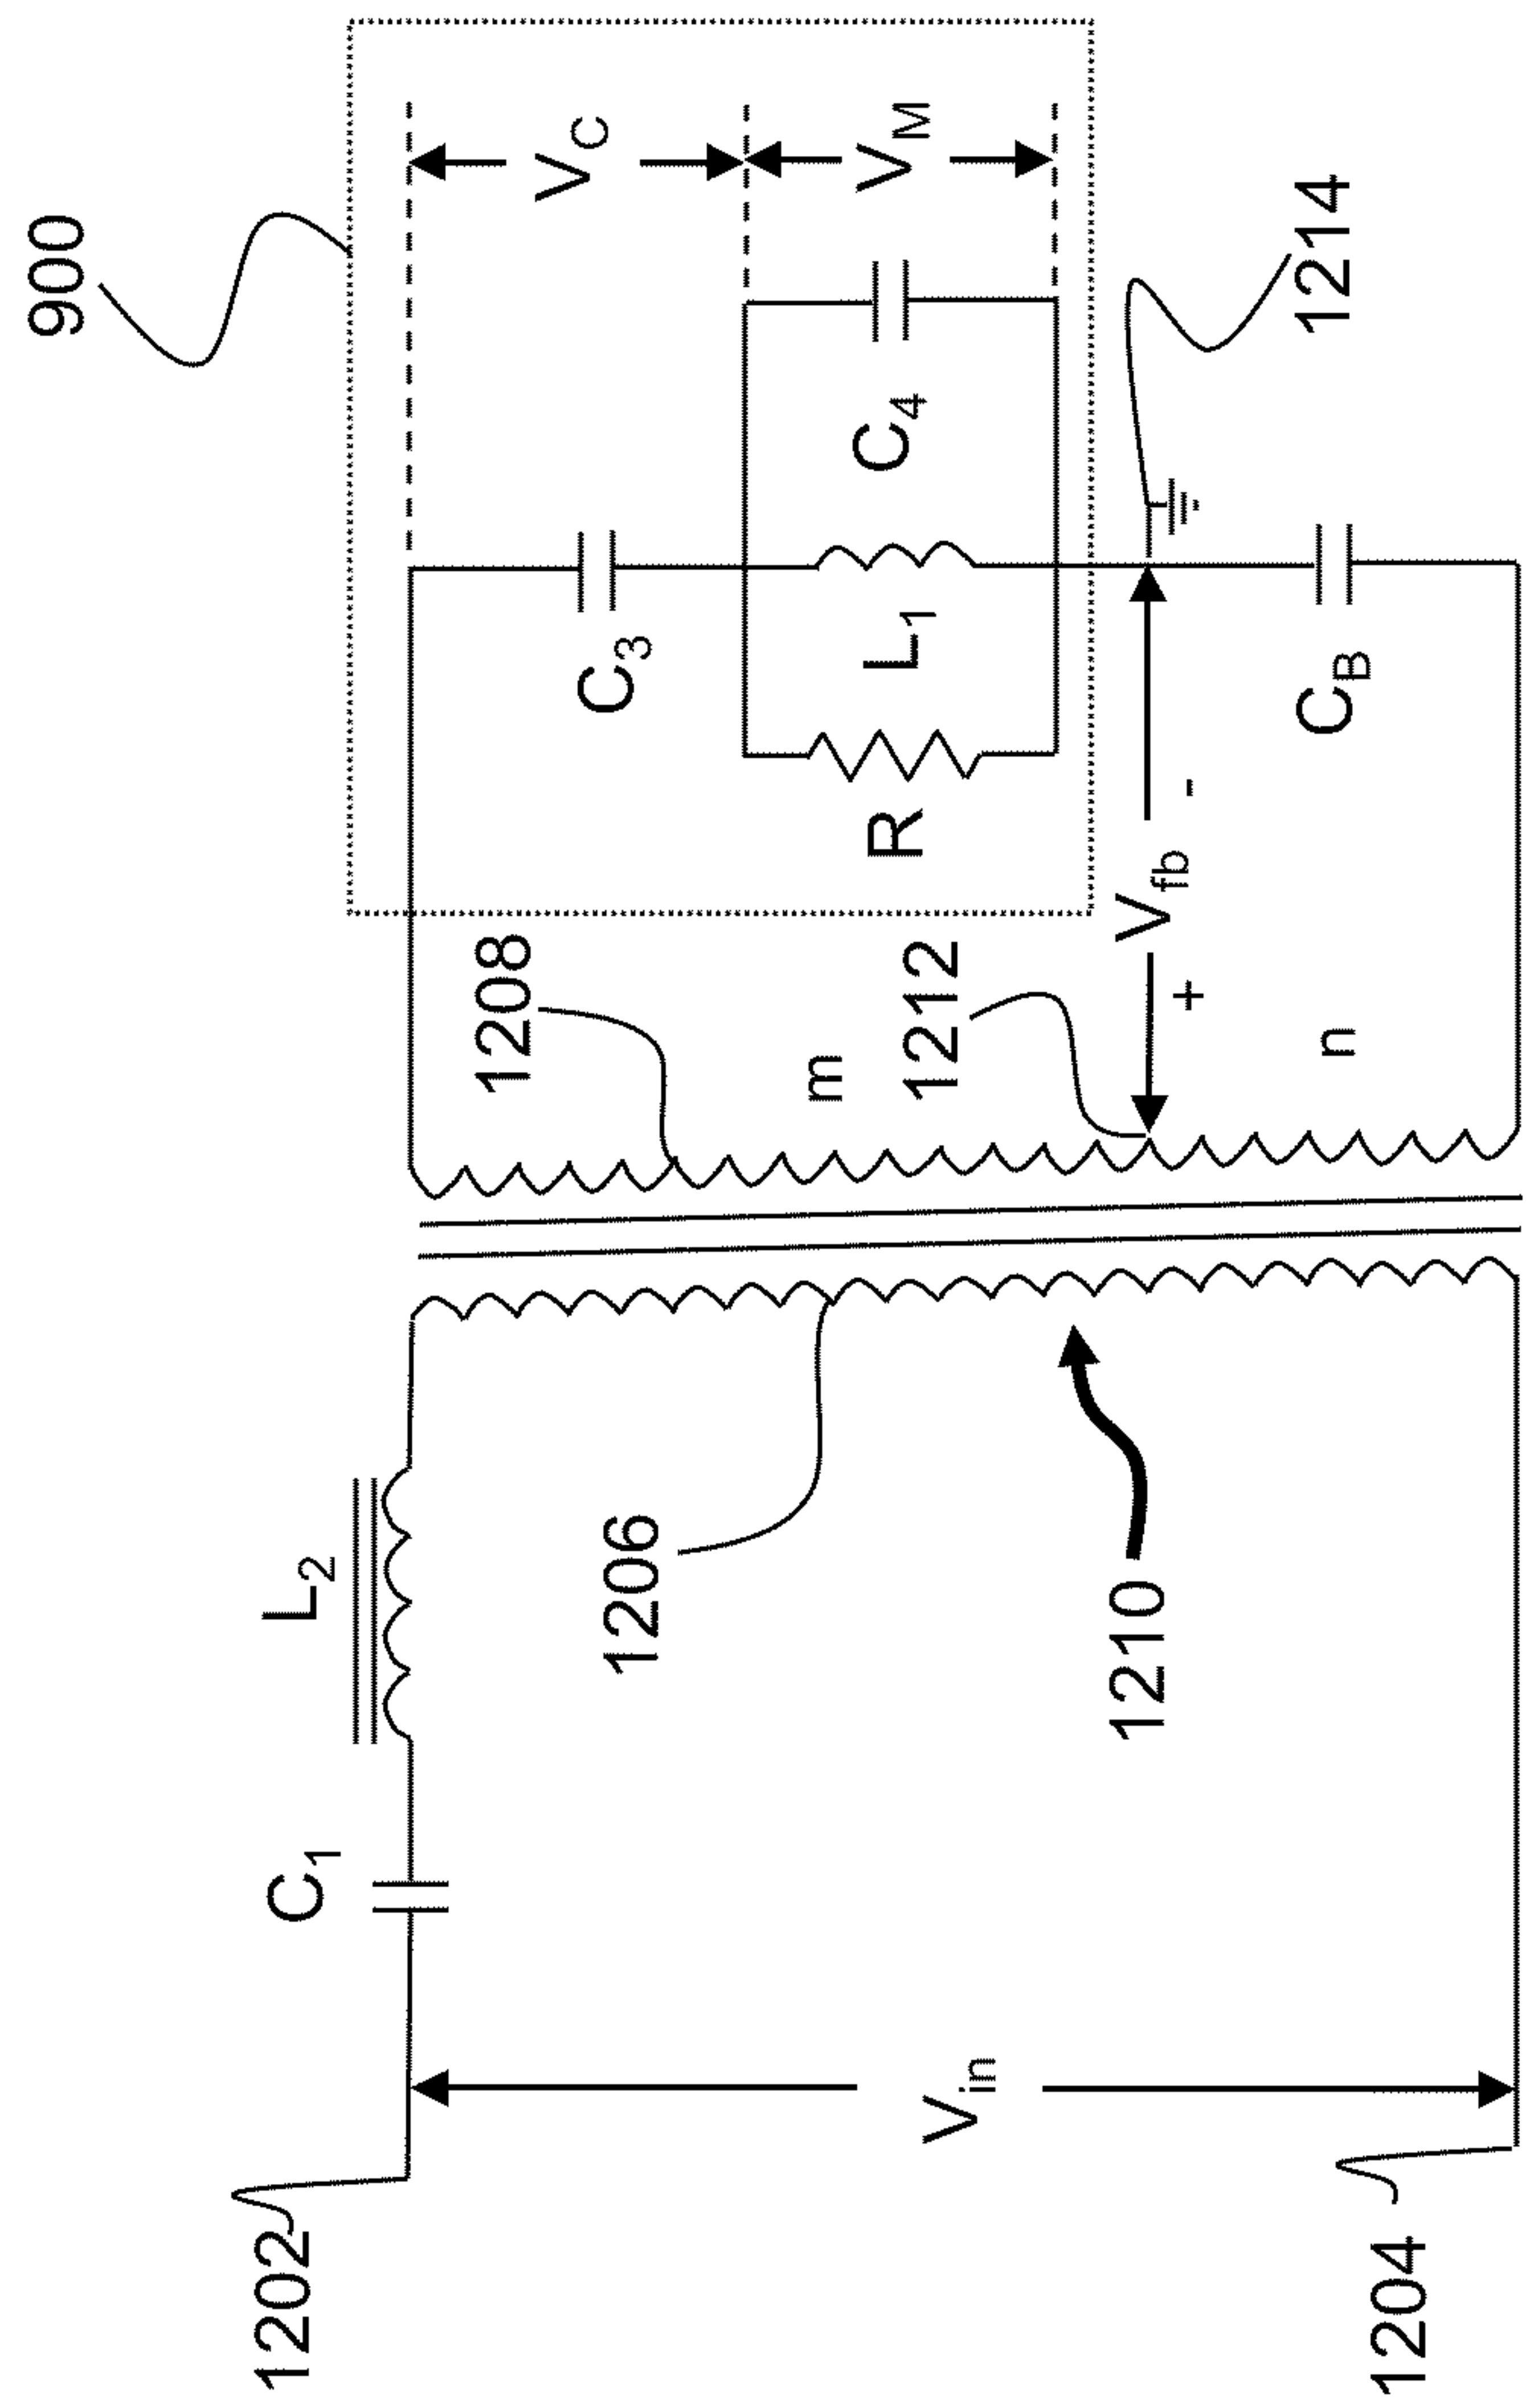 900
V_C
V_M
C_3
C_4
L_1
R
1214
C_B
V_fb
+ -
1208
m
1212
n
L_2
1206
1210
C_1
V_in
1202
1204